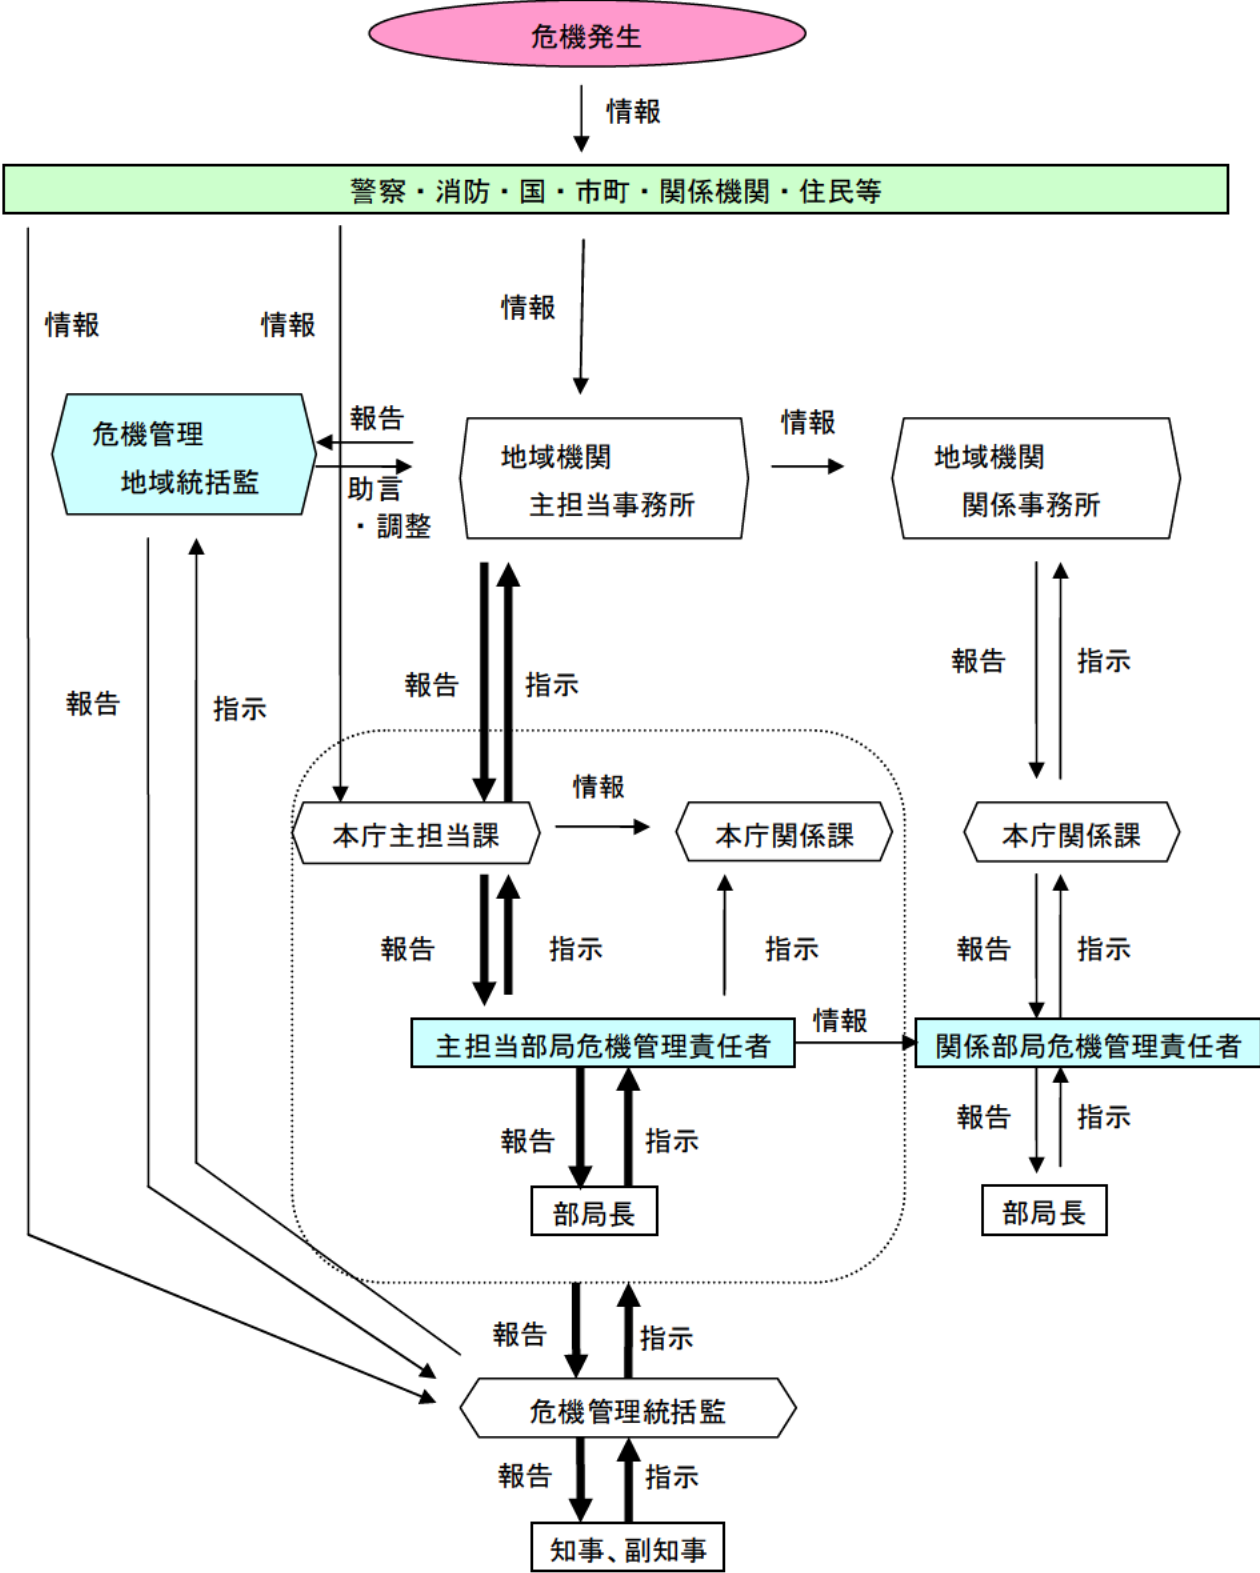 危機発生
情報
警察・消防・国・市町・関係機関・住民等
情報
情報
情報
危機管理
地域統括監
報告
助言
・調整
地域機関
主担当事務所
情報
地域機関
関係事務所
報告
指示
報告
指示
報告
指示
本庁主担当課
情報
本庁関係課
本庁関係課
報告
指示
指示
報告
指示
主担当部局危機管理責任者
情報
関係部局危機管理責任者
報告
指示
報告
指示
部局長
部局長
報告
指示
危機管理統括監
報告
指示
知事、副知事